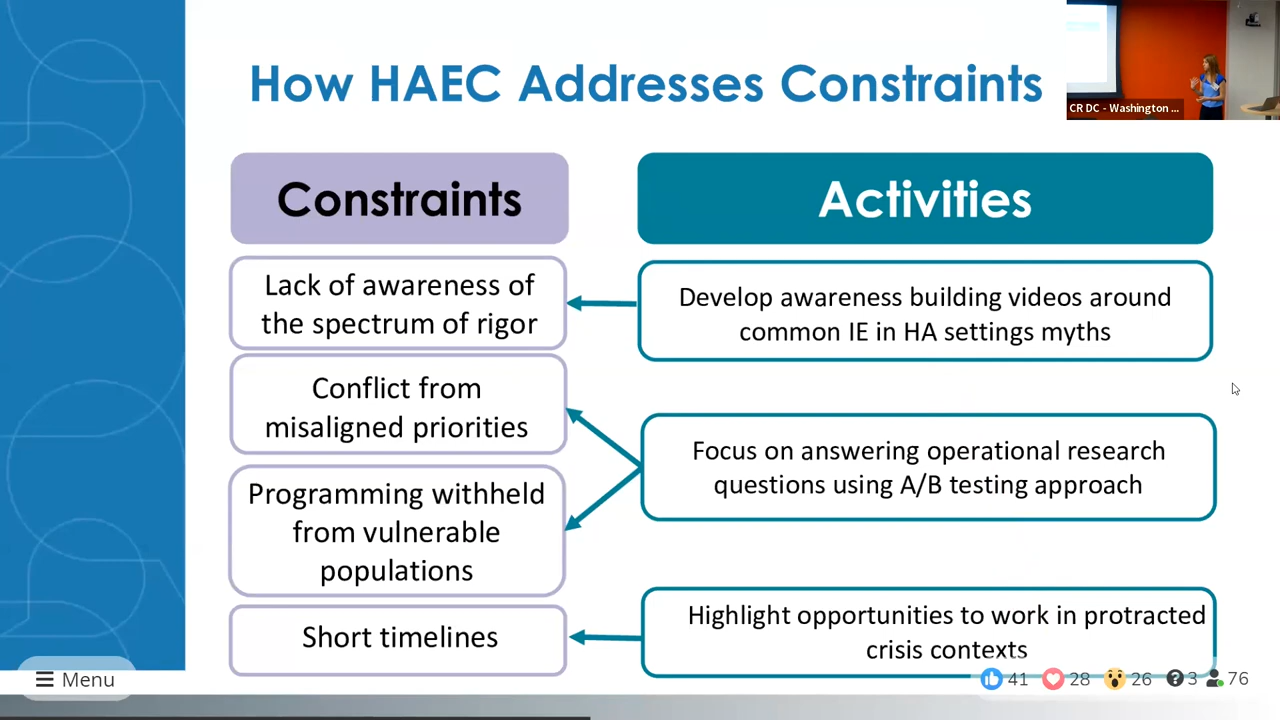 How HAEC Addresses Constraints
CR DC - Washington ...
Constraints
Activities
Lack of awareness of
the spectrum of rigor
Develop awareness building videos around
common IE in HA settings myths
Conflict from
misaligned priorities
Focus on answering operational research
questions using A/B testing approach
Programming withheld
from vulnerable
populations
Short timelines
Highlight opportunities to work in protracted
crisis contexts
Menu
41
28
26
3
76